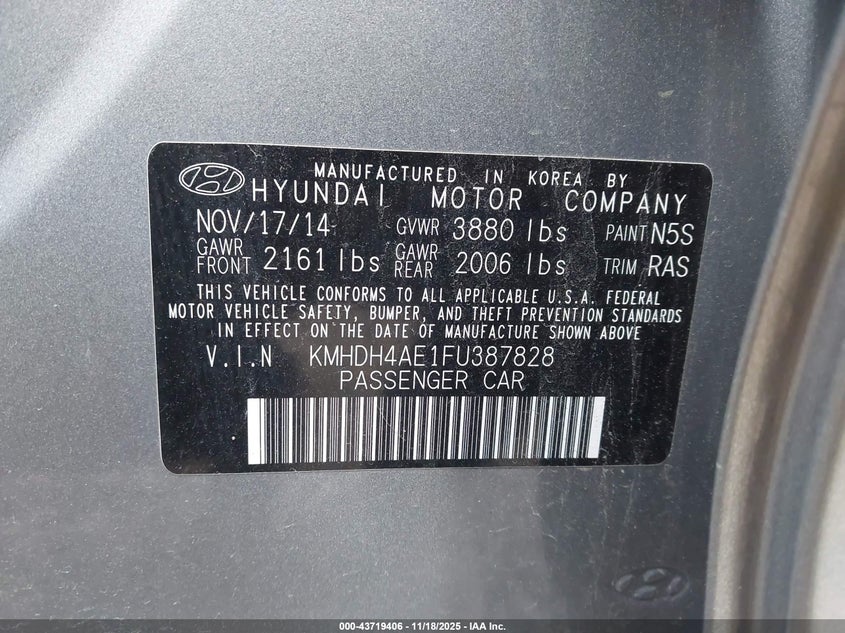 MANUFACTURED IN KOREA BY
HYUNDAI MOTOR COMPANY
NOV/17/14 GVWR 3880 lbs PAINT N5S
GAWR FRONT 2161 lbs GAWR REAR 2006 lbs TRIM RAS
THIS VEHICLE CONFORMS TO ALL APPLICABLE U.S.A. FEDERAL
MOTOR VEHICLE SAFETY, BUMPER, AND THEFT PREVENTION STANDARDS
IN EFFECT ON THE DATE OF MANUFACTURE SHOWN ABOVE
V.I.N KMHDH4AE1FU387828
PASSENGER CAR
000-43719406 - 11/18/2025 - IAA Inc.